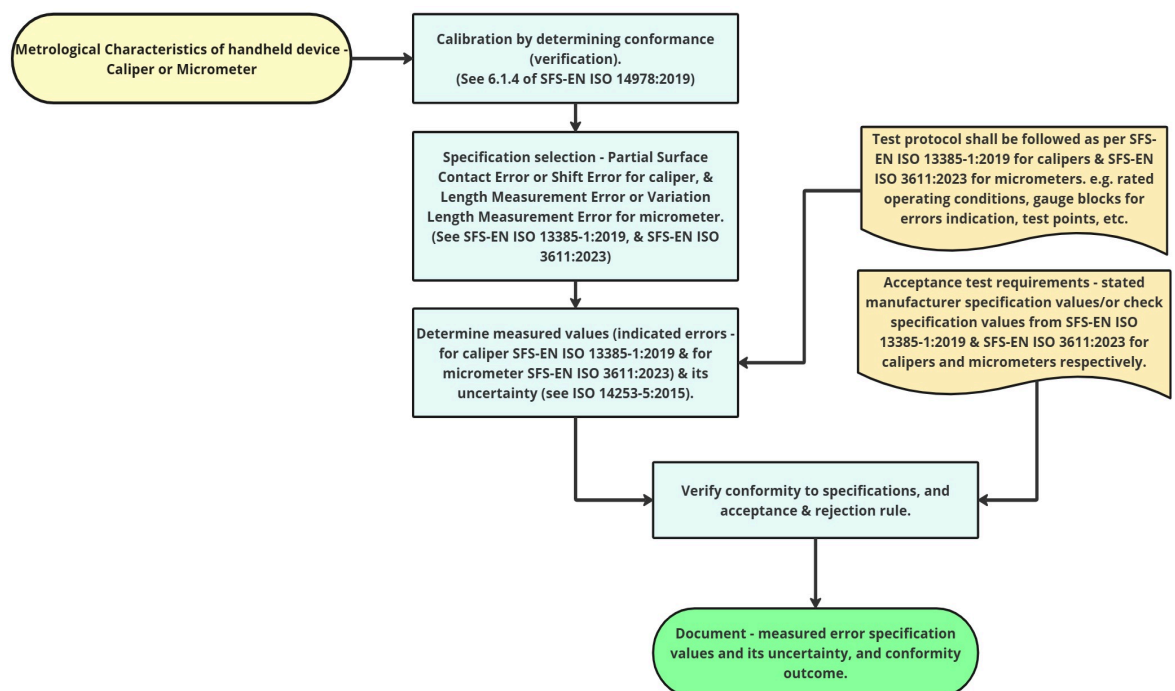 Metrological Characteristics of handheld device -
Caliper or Micrometer
Calibration by determining conformance
(verification).
(See 6.1.4 of SFS-EN ISO 14978:2019)
Specification selection - Partial Surface
Contact Error or Shift Error for caliper, &
Length Measurement Error or Variation
Length Measurement Error for micrometer.
(See SFS-EN ISO 13385-1:2019, & SFS-EN ISO
3611:2023)
Test protocol shall be followed as per SFS-
EN ISO 13385-1:2019 for calipers & SFS-EN
ISO 3611:2023 for micrometers. e.g. rated
operating conditions, gauge blocks for
errors indication, test points, etc.
Acceptance test requirements - stated
manufacturer specification values/or check
specification values from SFS-EN ISO
13385-1:2019 & SFS-EN ISO 3611:2023 for
calipers and micrometers respectively.
Determine measured values (indicated errors -
for caliper SFS-EN ISO 13385-1:2019 & for
micrometer SFS-EN ISO 3611:2023) & its
uncertainty (see ISO 14253-5:2015).
Verify conformity to specifications, and
acceptance & rejection rule.
Document - measured error specification
values and its uncertainty, and conformity
outcome.